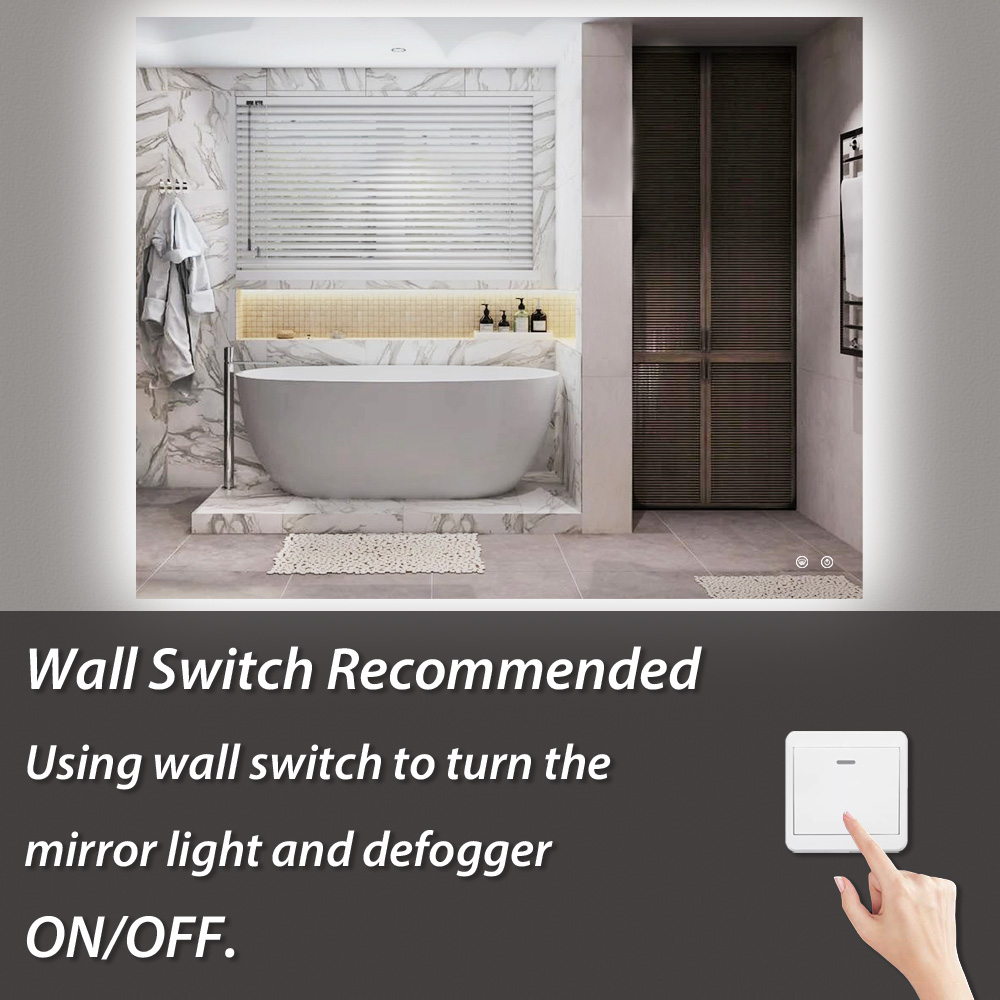 Wall Switch Recommended
Using wall switch to turn the
mirror light and defogger
ON/OFF.